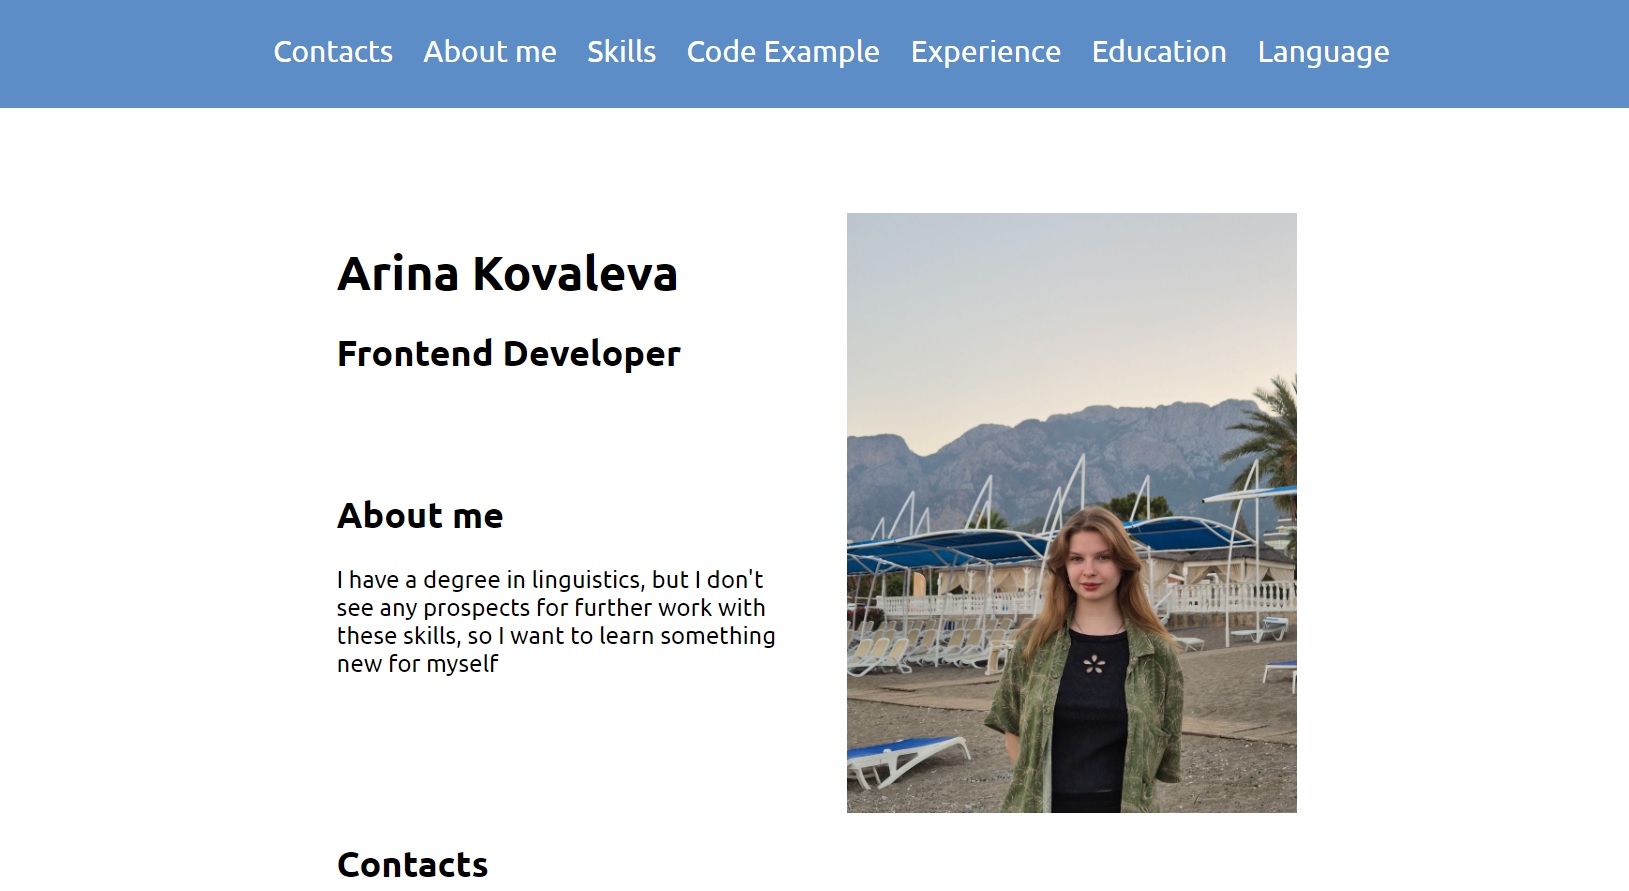 Contacts About me Skills Code Example Experience Education Language
Arina Kovaleva
Frontend Developer
About me
I have a degree in linguistics, but I don't
see any prospects for further work with
these skills, so I want to learn something
new for myself
Contacts